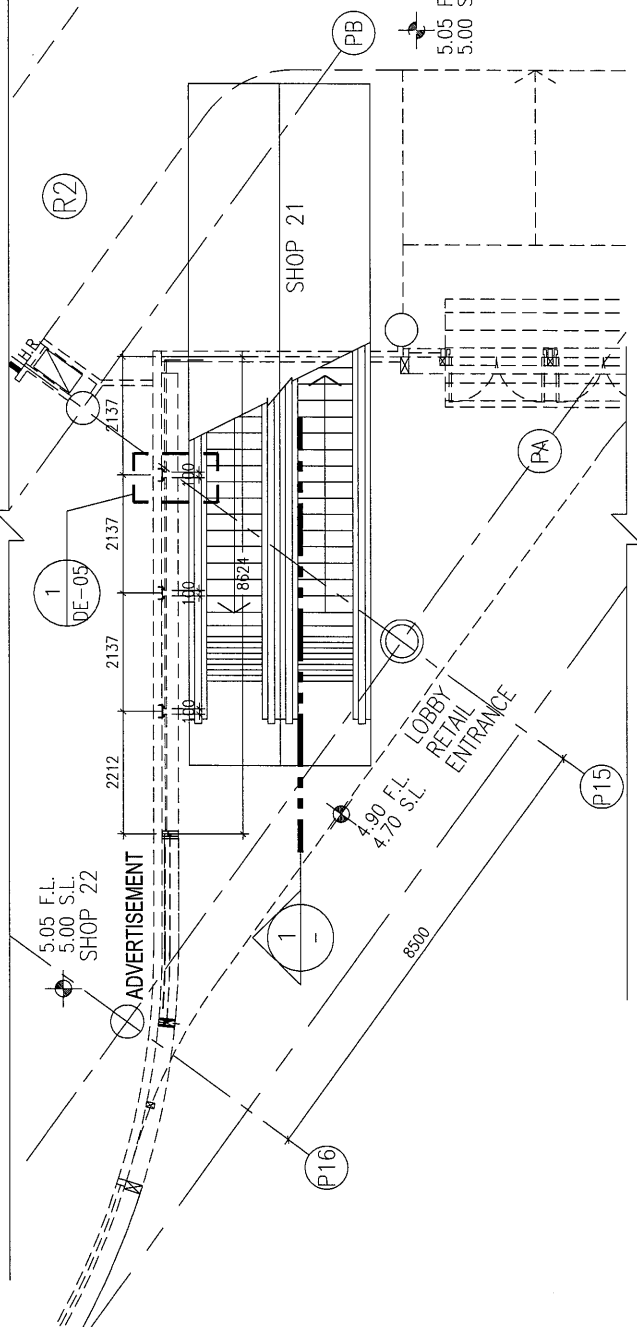 PB
5.05 F
5.00 S
R2
SHOP 21
H.R.
2137
2137
2137
2212
100
100
100
8624
1
DE-05
PA
LOBBY
RETAIL
ENTRANCE
4.90 F.L.
4.70 S.L.
P15
5.05 F.L.
5.00 S.L.
SHOP 22
ADVERTISEMENT
1
-
8500
P16